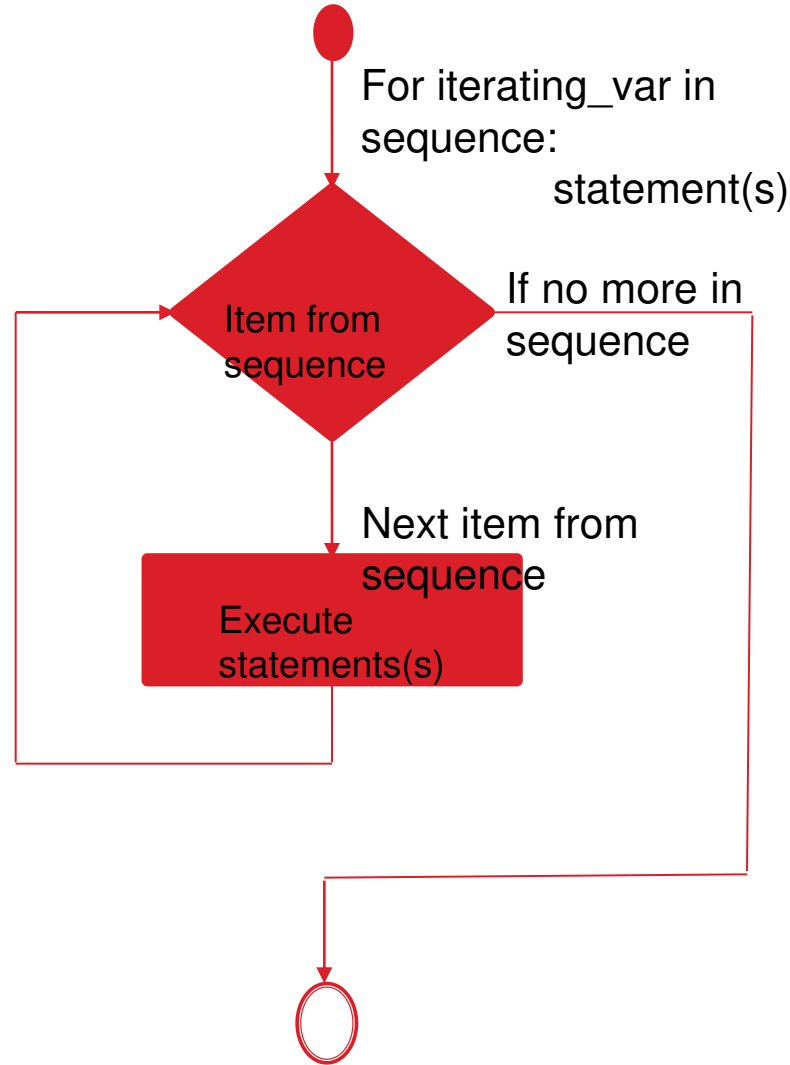 For iterating_var in
sequence:
statement(s)
If no more in
sequence
Item from
sequence
Next item from
sequence
Execute
statements(s)